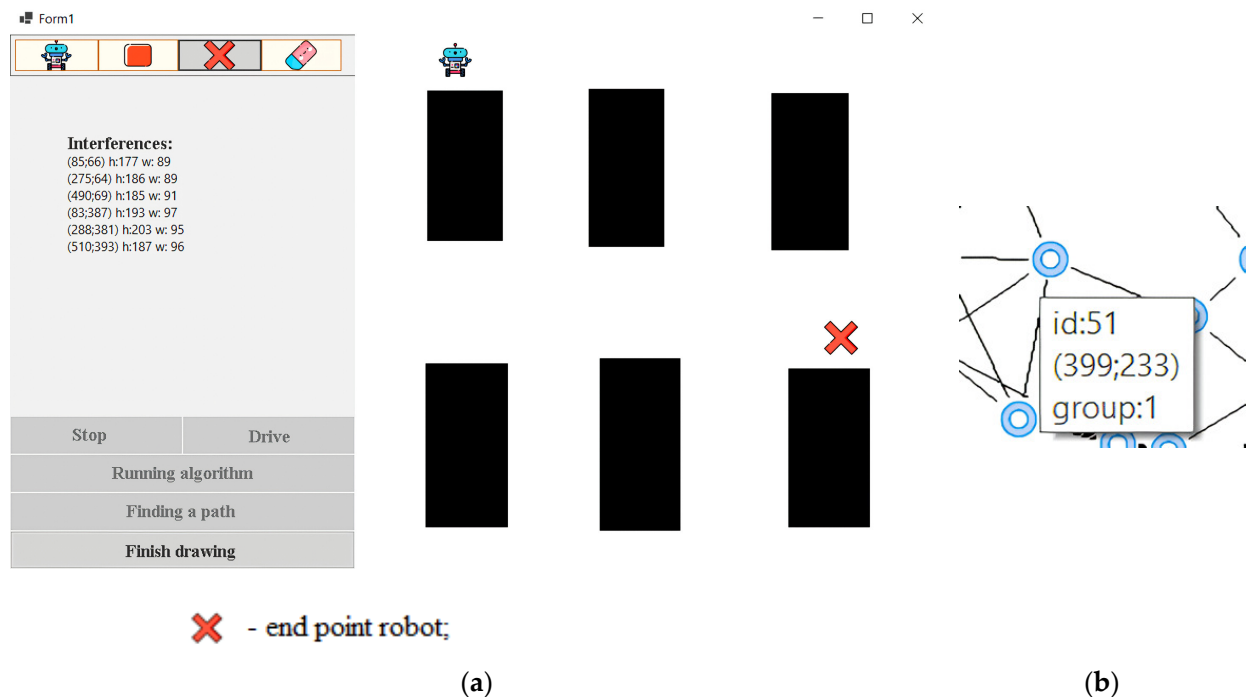 Form1
Interferences:
(85;66) h:177 w: 89
(275;64) h:186 w: 89
(490;69) h:185 w: 91
(83;387) h:193 w: 97
(288;381) h:203 w: 95
(510;393) h:187 w: 96
Stop Drive
Running algorithm
Finding a path
Finish drawing
id:51
(399;233)
group:1
- end point robot;
(a) (b)